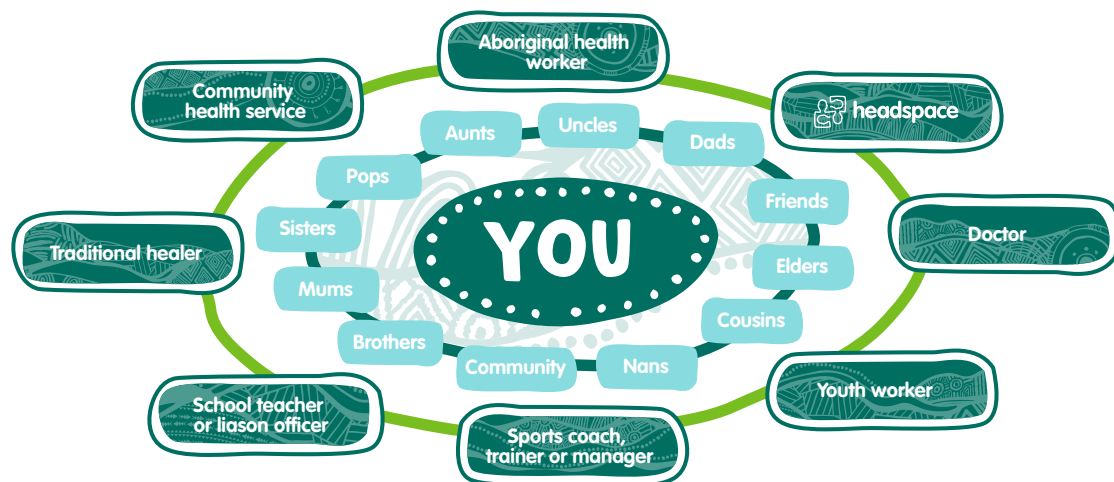 Aboriginal health
worker
Community
health service
headspace
Aunts
Uncles
Dads
Pops
Friends
Sisters
YOU
Traditional healer
Doctor
Elders
Mums
Cousins
Brothers
Community
Nans
Youth worker
School teacher
or liason officer
Sports coach,
trainer or manager